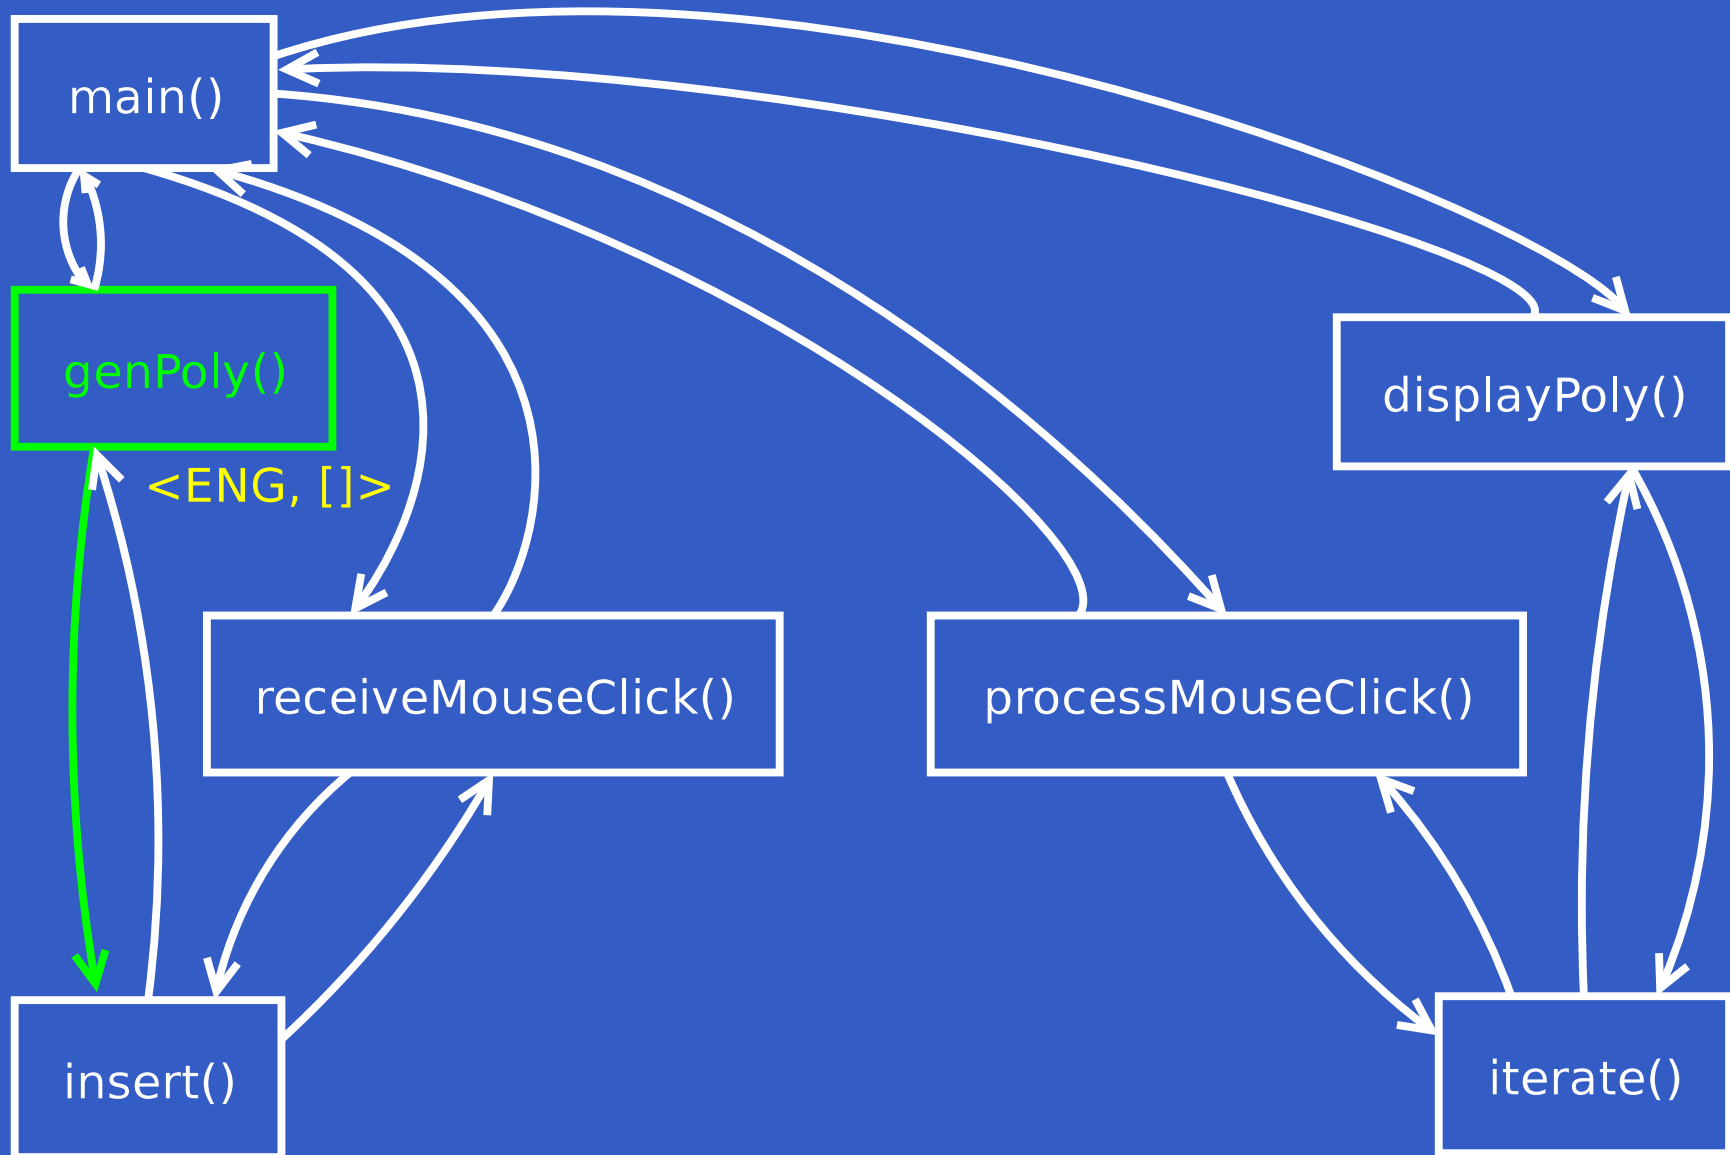 main()
genPoly()
displayPoly()
<ENG, []>
receiveMouseClick()
processMouseClick()
insert()
iterate()